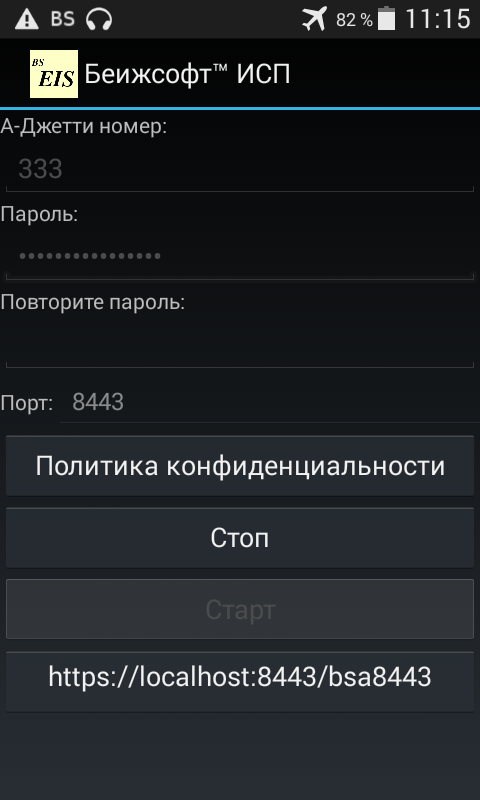 BS 82 % 11:15
BS EIS Беижсофт™ ИСП
А-Джетти номер:
333
Пароль:
••••••••••••••••
Повторите пароль:
Порт: 8443
Политика конфиденциальности
Стоп
Старт
https://localhost:8443/bsa8443